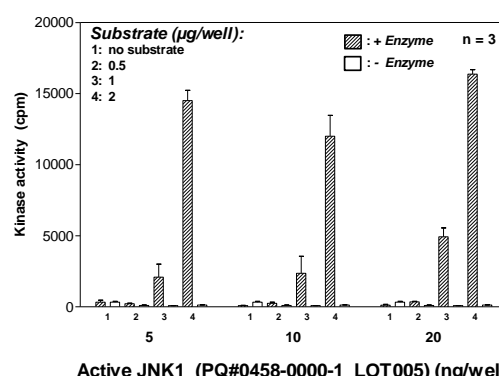 Substrate (µg/well):
1: no substrate
2: 0.5
3: 1
4: 2
: + Enzyme
n = 3
: - Enzyme
20000
15000
10000
5000
0
Kinase activity (cpm)
1 2 3 4 1 2 3 4 1 2 3 4
5 10 20
Active JNK1 (PQ#0458-0000-1 LOT005) (ng/well